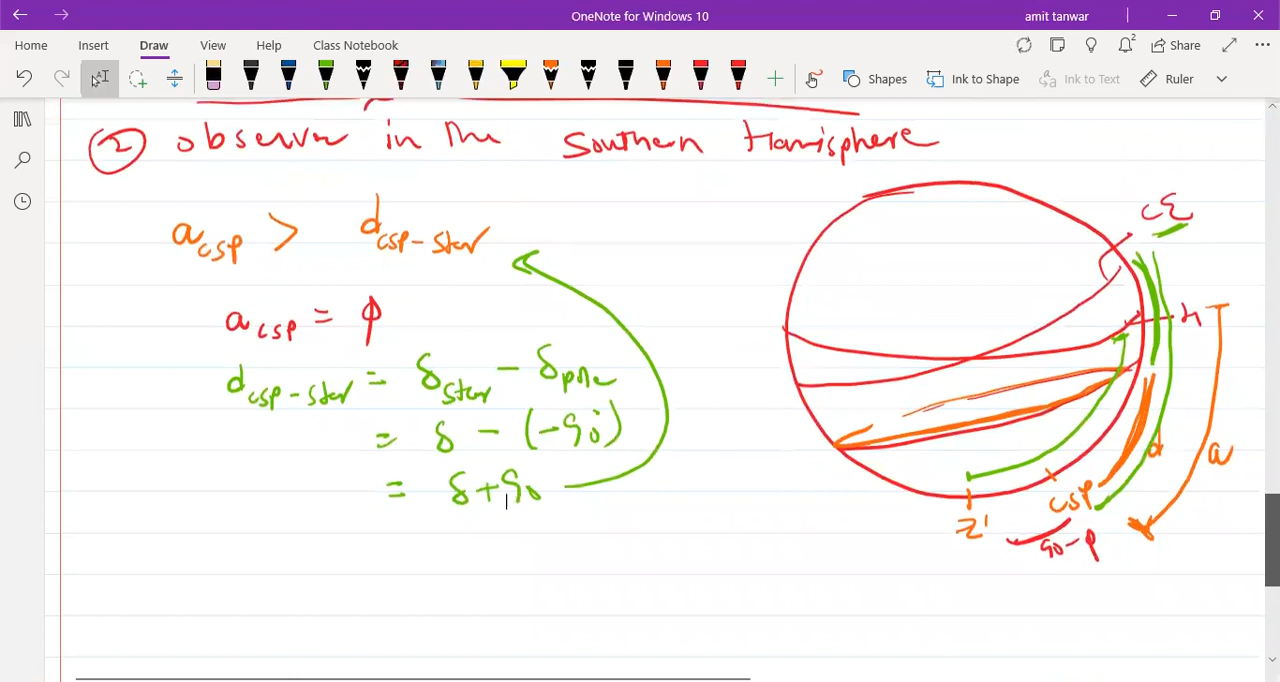 OneNote for Windows 10
amit tanwar
Home Insert Draw View Help Class Notebook
Share
Shapes Ink to Shape Ink to Text Ruler
② observer in the Southern Hemisphere
a_csp > d_csp-star
a_csp = φ
d_csp-star = δ_star - δ_pole
= δ - (-90°)
= δ+90
CE
h
a
d
csp
z'
90-φ